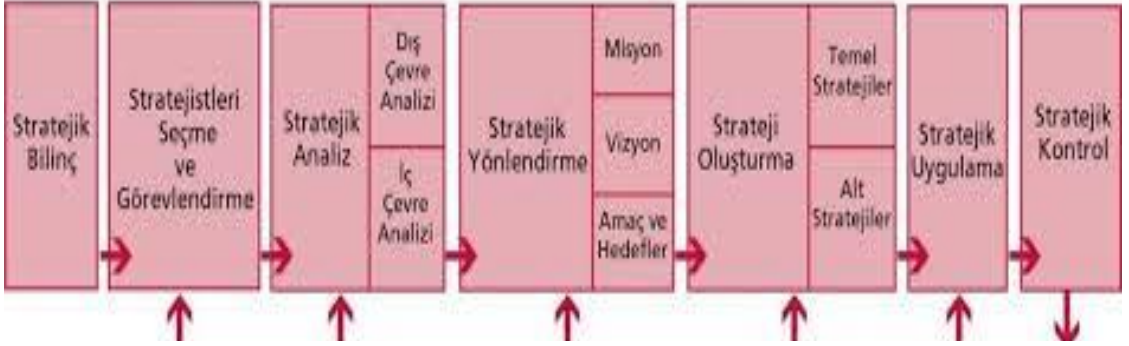 Stratejik
Bilinç
Stratejistleri
Seçme
ve
Görevlendirme
Stratejik
Analiz
Dış
Çevre
Analizi
İç
Çevre
Analizi
Stratejik
Yönlendirme
Misyon
Vizyon
Amaç ve
Hedefler
Strateji
Oluşturma
Temel
Stratejiler
Alt
Stratejiler
Stratejik
Uygulama
Stratejik
Kontrol